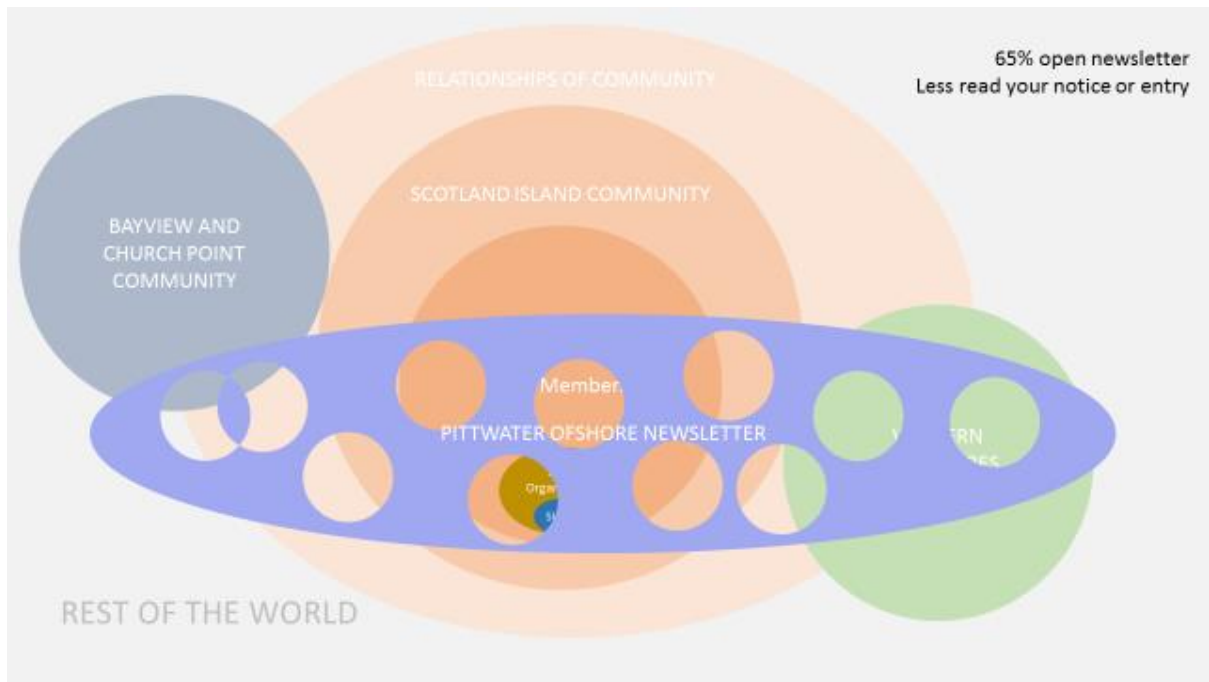 65% open newsletter
Less read your notice or entry
RELATIONSHIPS OF COMMUNITY
SCOTLAND ISLAND COMMUNITY
BAYVIEW AND
CHURCH POINT
COMMUNITY
Member
PITTWATER OFSHORE NEWSLETTER
REST OF THE WORLD